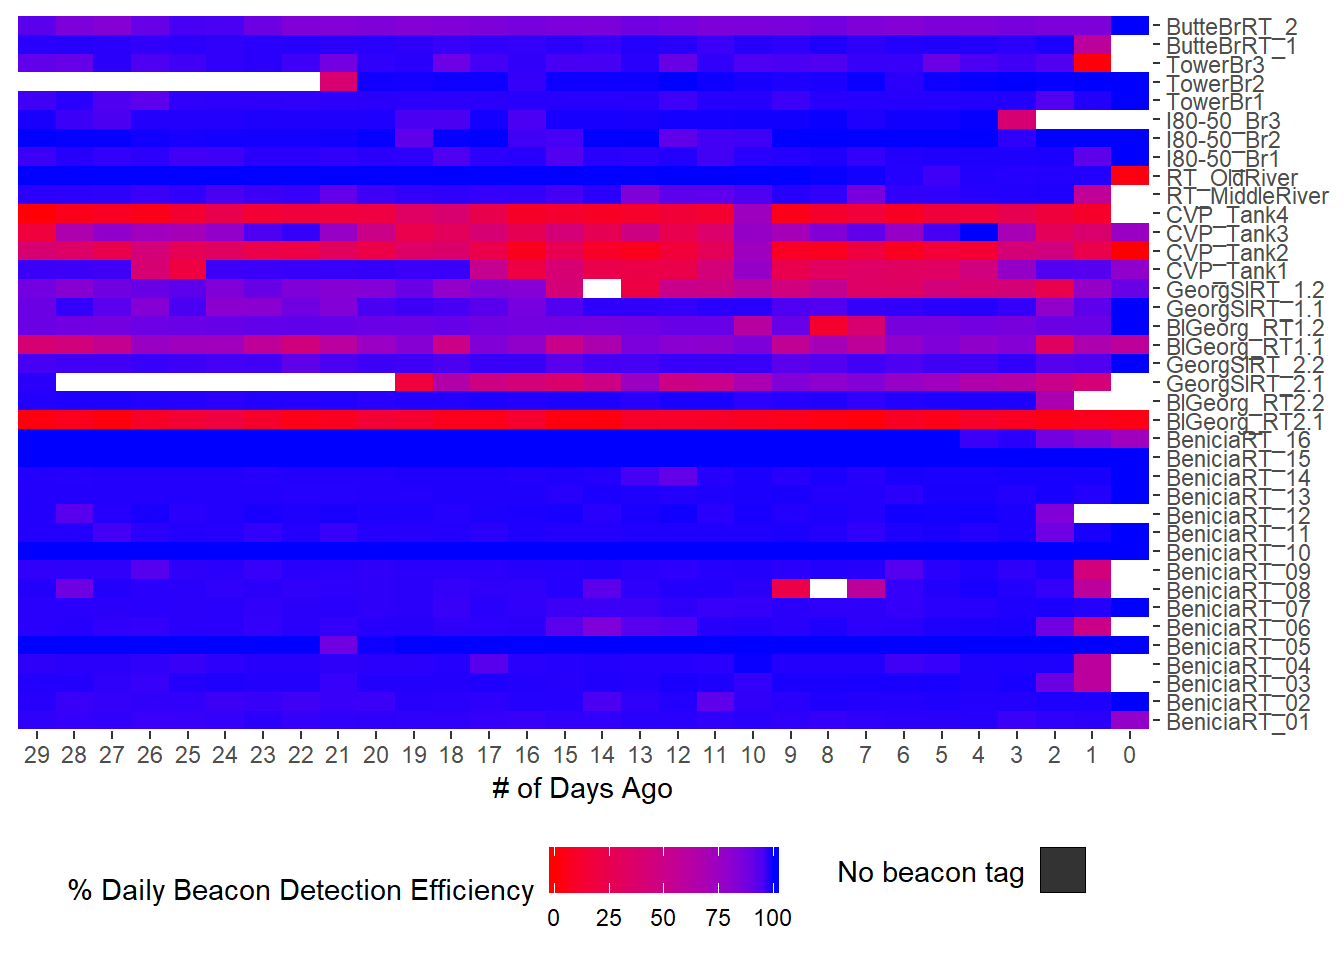 ButteBrRT_2
ButteBrRT_1
TowerBr3
TowerBr2
TowerBr1
I80-50_Br3
I80-50_Br2
I80-50_Br1
RT_OldRiver
RT_MiddleRiver
CVP_Tank4
CVP_Tank3
CVP_Tank2
CVP_Tank1
GeorgSlRT_1.2
GeorgSlRT_1.1
BlGeorg_RT1.2
BlGeorg_RT1.1
GeorgSlRT_2.2
GeorgSlRT_2.1
BlGeorg_RT2.2
BlGeorg_RT2.1
BeniciaRT_16
BeniciaRT_15
BeniciaRT_14
BeniciaRT_13
BeniciaRT_12
BeniciaRT_11
BeniciaRT_10
BeniciaRT_09
BeniciaRT_08
BeniciaRT_07
BeniciaRT_06
BeniciaRT_05
BeniciaRT_04
BeniciaRT_03
BeniciaRT_02
BeniciaRT_01
29 28 27 26 25 24 23 22 21 20 19 18 17 16 15 14 13 12 11 10 9 8 7 6 5 4 3 2 1 0
# of Days Ago
% Daily Beacon Detection Efficiency
0 25 50 75 100
No beacon tag